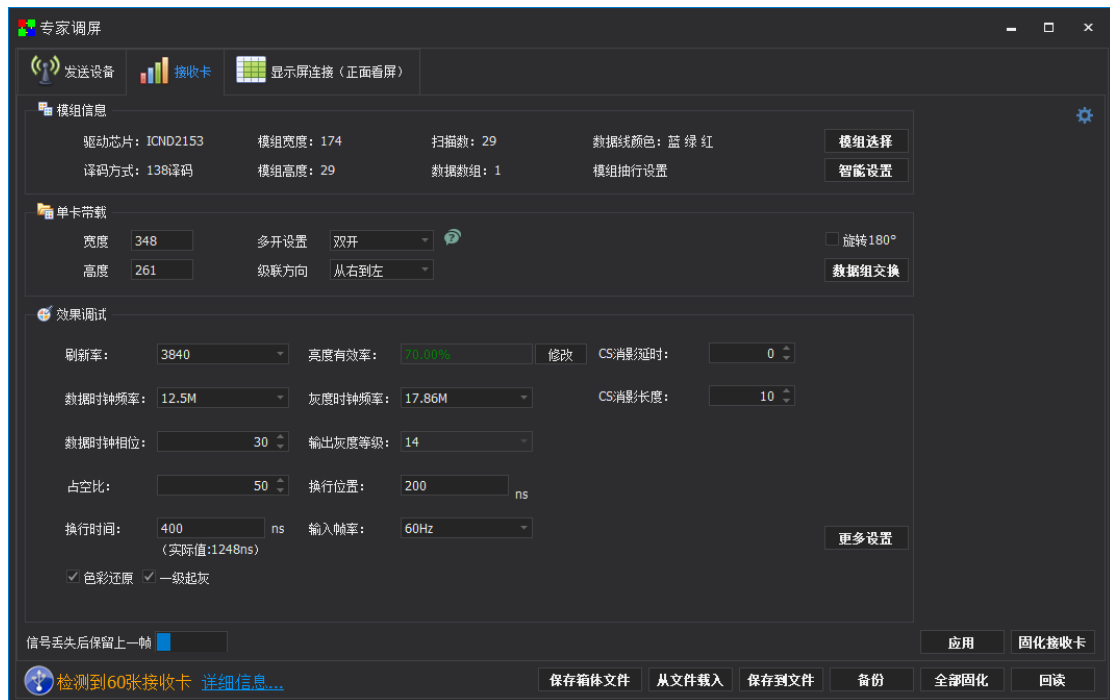 专家调屏
发送设备 接收卡 显示屏连接（正面看屏）
模组信息
驱动芯片：ICND2153 模组宽度：174 扫描数：29 数据线颜色：蓝 绿 红 模组选择
译码方式：138译码 模组高度：29 数据数组：1 模组抽行设置 智能设置
单卡带载
宽度 348 多开设置 双开 旋转180°
高度 261 级联方向 从右到左 数据组交换
效果调试
刷新率： 3840 亮度有效率： 70.00% 修改 CS消影延时： 0
数据时钟频率： 12.5M 灰度时钟频率： 17.86M CS消影长度： 10
数据时钟相位： 30 输出灰度等级： 14
占空比： 50 换行位置： 200 ns
换行时间： 400 ns 输入帧率： 60Hz 更多设置
（实际值:1248ns）
色彩还原 一级起灰
信号丢失后保留上一帧 应用 固化接收卡
检测到60张接收卡 详细信息... 保存箱体文件 从文件载入 保存到文件 备份 全部固化 回读